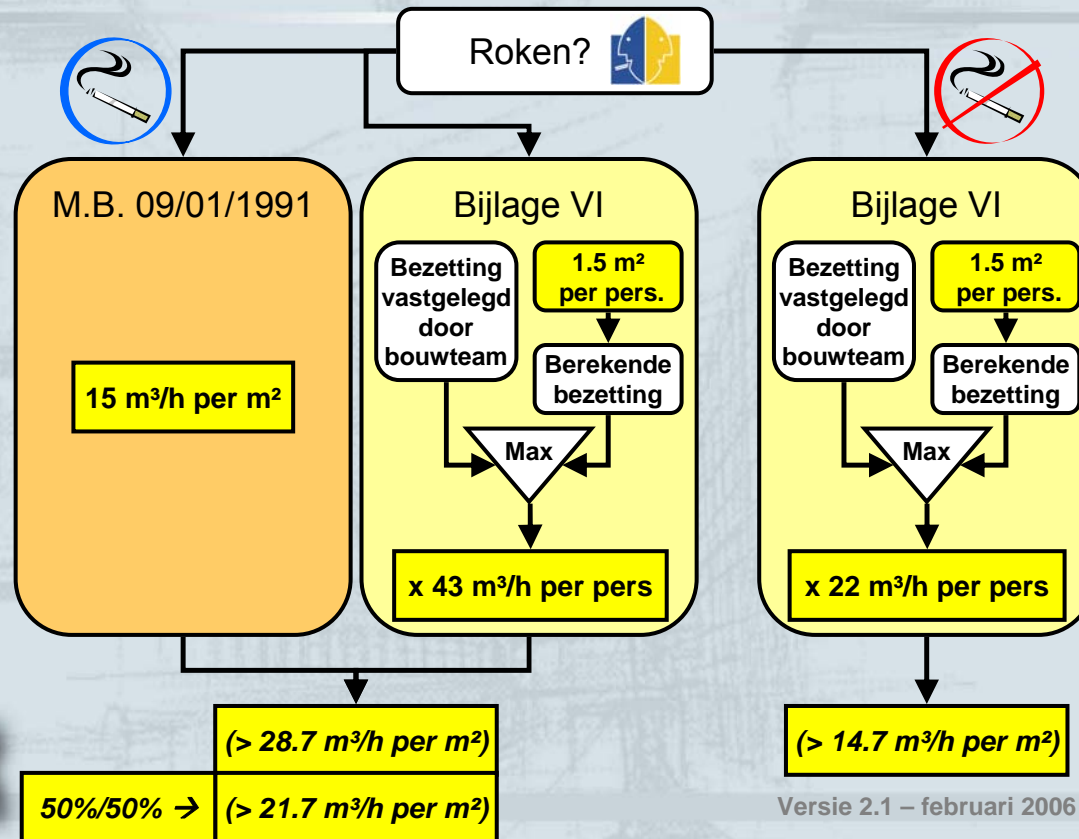 Roken?
M.B. 09/01/1991
15 m³/h per m²
Bijlage VI
Bezetting
vastgelegd
door
bouwteam
1.5 m²
per pers.
Berekende
bezetting
Max
x 43 m³/h per pers
Bijlage VI
Bezetting
vastgelegd
door
bouwteam
1.5 m²
per pers.
Berekende
bezetting
Max
x 22 m³/h per pers
(> 28.7 m³/h per m²)
(> 14.7 m³/h per m²)
50%/50% → (> 21.7 m³/h per m²)
Versie 2.1 – februari 2006